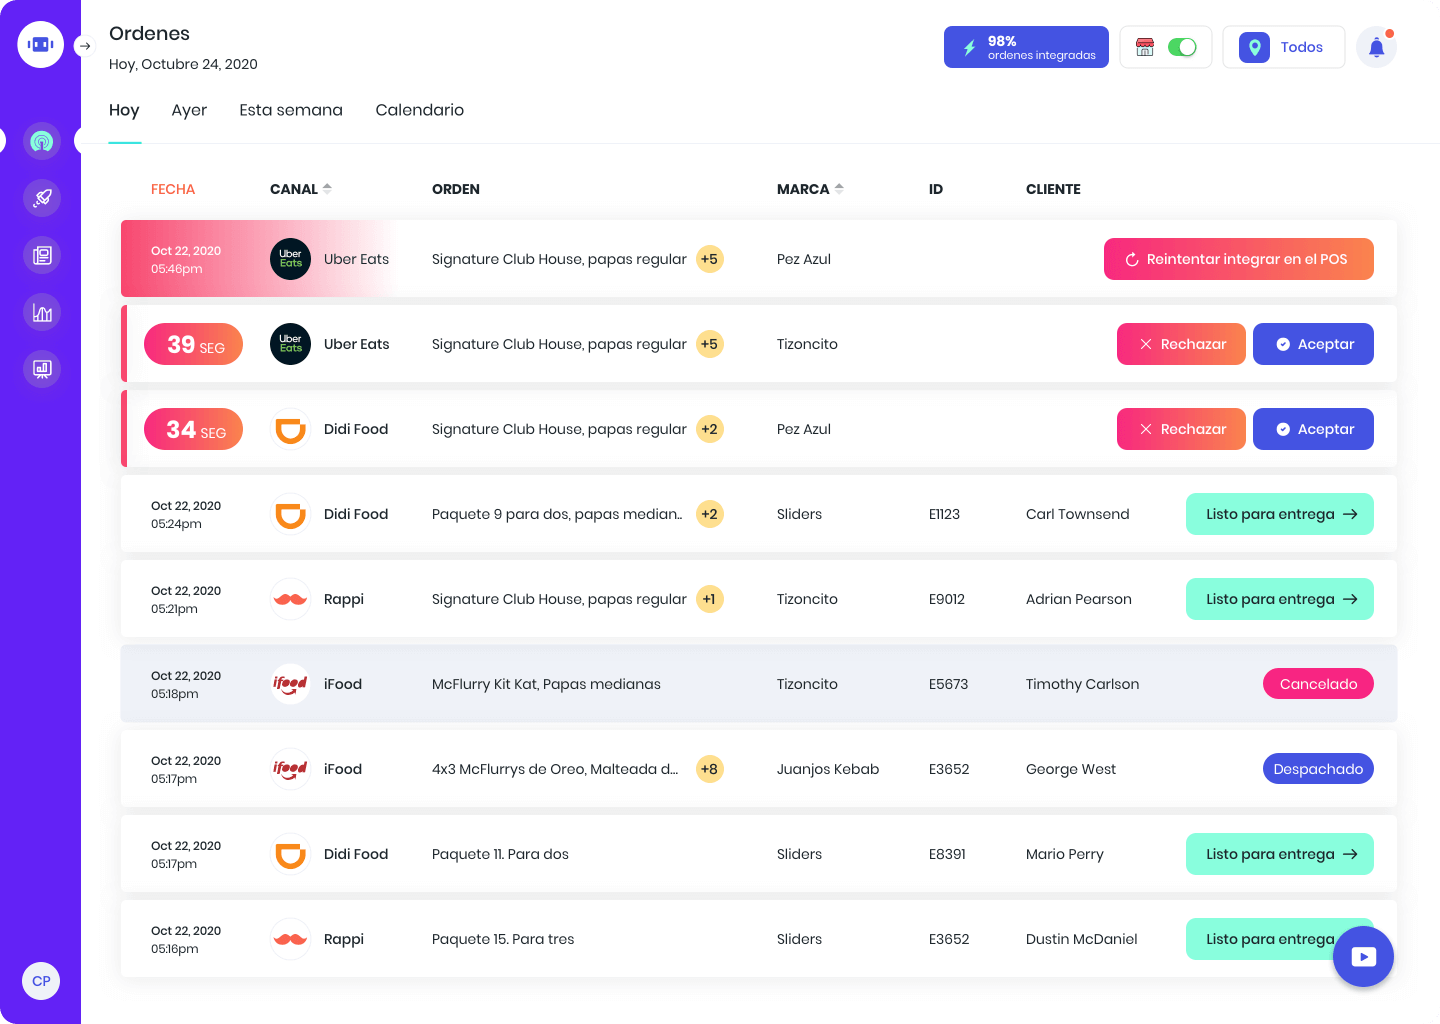 Ordenes
Hoy, Octubre 24, 2020
98%
ordenes integradas
Todos
Hoy Ayer Esta semana Calendario
FECHA CANAL ORDEN MARCA ID CLIENTE
Oct 22, 2020
05:46pm
Uber Eats
Uber Eats Signature Club House, papas regular +5 Pez Azul Reintentar integrar en el POS
39 SEG Uber Eats Uber Eats Signature Club House, papas regular +5 Tizoncito Rechazar Aceptar
34 SEG Didi Food Signature Club House, papas regular +2 Pez Azul Rechazar Aceptar
Oct 22, 2020
05:24pm
Didi Food Paquete 9 para dos, papas median.. +2 Sliders E1123 Carl Townsend Listo para entrega
Oct 22, 2020
05:21pm
Rappi Signature Club House, papas regular +1 Tizoncito E9012 Adrian Pearson Listo para entrega
Oct 22, 2020
05:18pm
ifood iFood McFlurry Kit Kat, Papas medianas Tizoncito E5673 Timothy Carlson Cancelado
Oct 22, 2020
05:17pm
ifood iFood 4x3 McFlurrys de Oreo, Malteada d... +8 Juanjos Kebab E3652 George West Despachado
Oct 22, 2020
05:17pm
Didi Food Paquete 11. Para dos Sliders E8391 Mario Perry Listo para entrega
Oct 22, 2020
05:16pm
Rappi Paquete 15. Para tres Sliders E3652 Dustin McDaniel Listo para entrega
CP